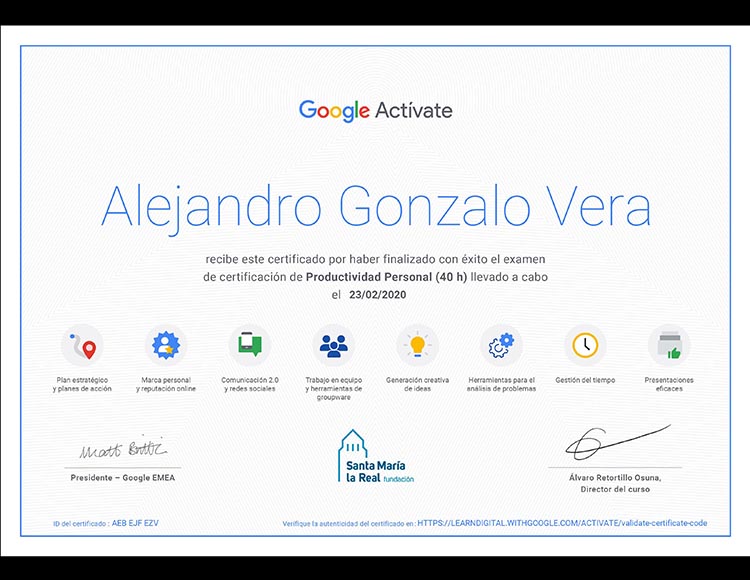 Google Actívate
Alejandro Gonzalo Vera
recibe este certificado por haber finalizado con éxito el examen
de certificación de Productividad Personal (40 h) llevado a cabo
el 23/02/2020
Plan estratégico
y planes de acción
Marca personal
y reputación online
Comunicación 2.0
y redes sociales
Trabajo en equipo
y herramientas de
groupware
Generación creativa
de ideas
Herramientas para el
análisis de problemas
Gestión del tiempo
Presentaciones
eficaces
Matt Brittin
Presidente – Google EMEA
Santa María
la Real fundación
Álvaro Retortillo Osuna,
Director del curso
ID del certificado : AEB EJF EZV
Verifique la autenticidad del certificado en: HTTPS://LEARNDIGITAL.WITHGOOGLE.COM/ACTIVATE/validate-certificate-code